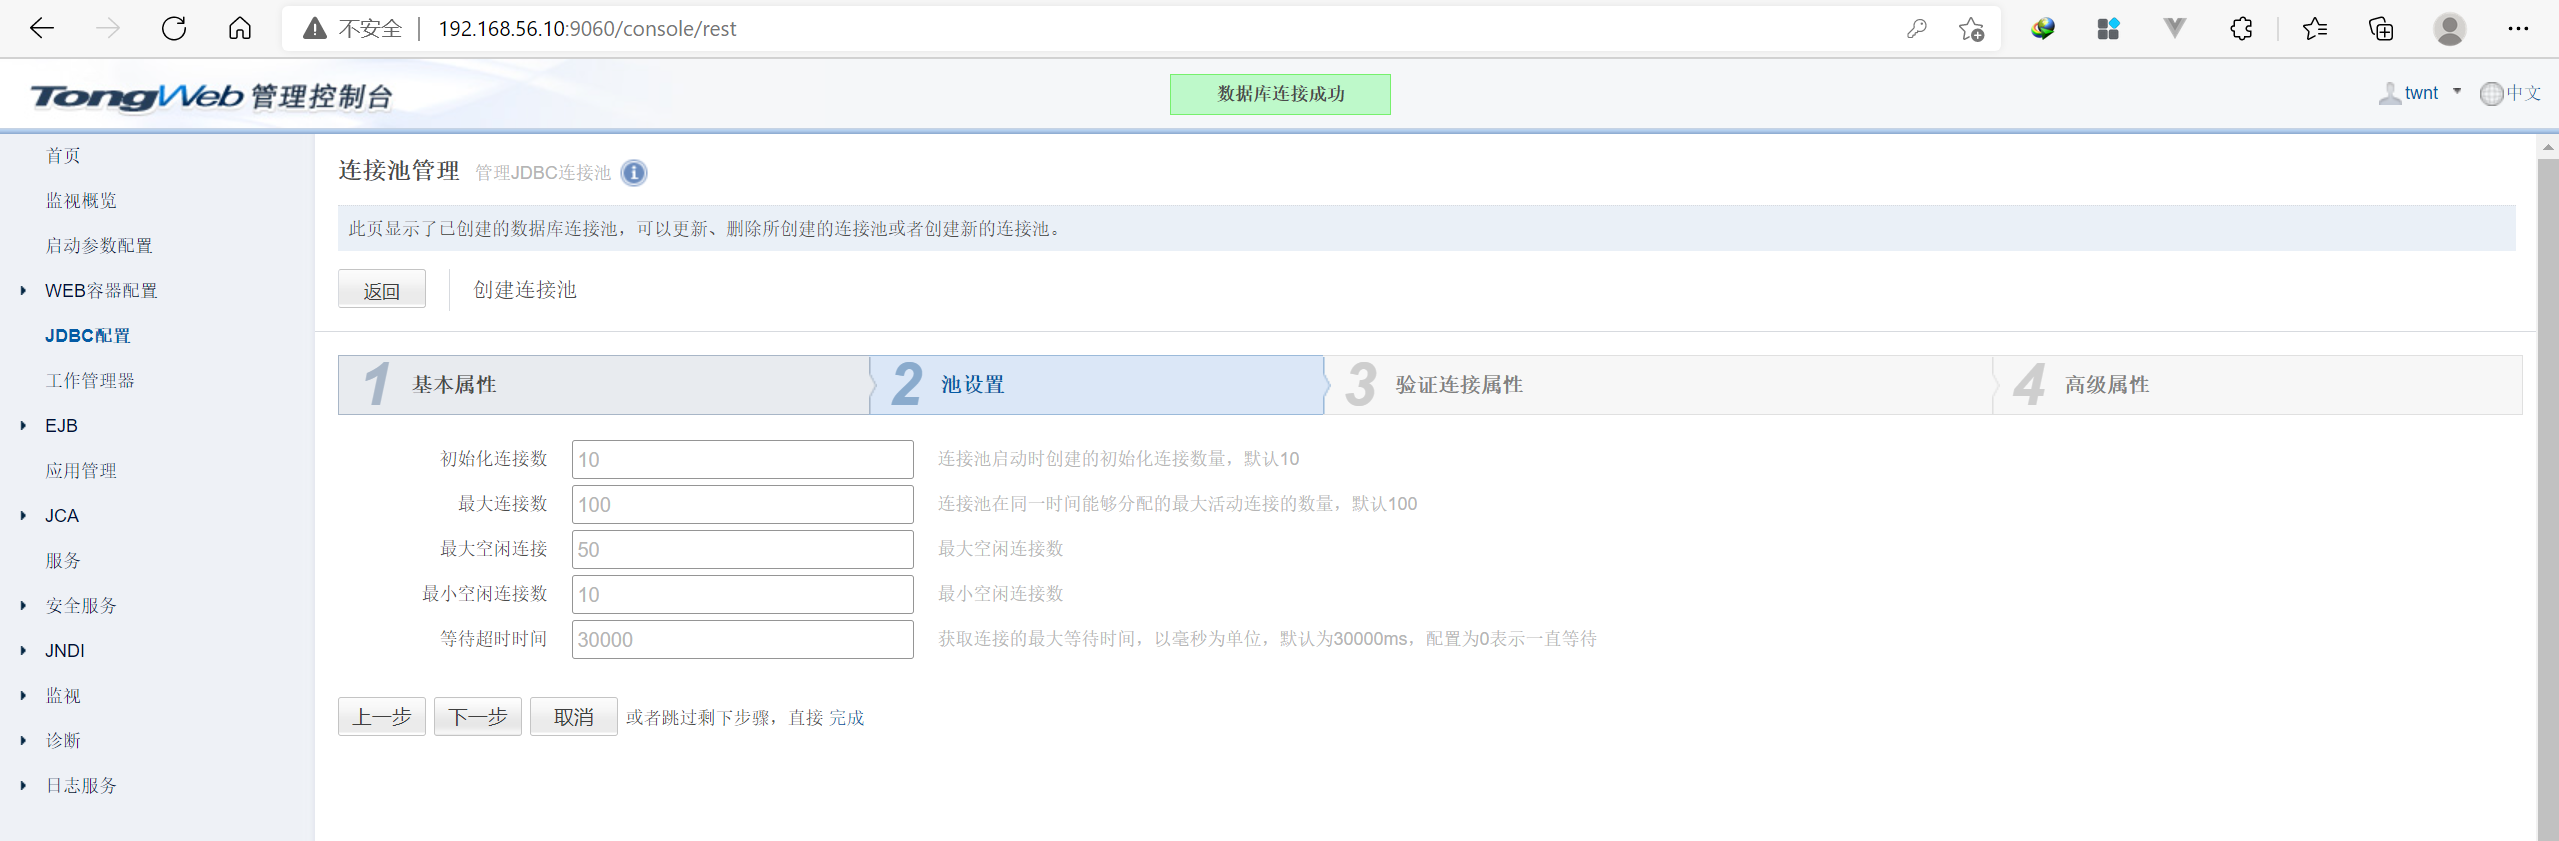 不安全 192.168.56.10:9060/console/rest
TongWeb 管理控制台
数据库连接成功
twnt
中文
首页
监视概览
启动参数配置
WEB容器配置
JDBC配置
工作管理器
EJB
应用管理
JCA
服务
安全服务
JNDI
监视
诊断
日志服务
连接池管理 管理JDBC连接池
此页显示了已创建的数据库连接池，可以更新、删除所创建的连接池或者创建新的连接池。
返回 创建连接池
1 基本属性 2 池设置 3 验证连接属性 4 高级属性
初始化连接数 10 连接池启动时创建的初始化连接数量，默认10
最大连接数 100 连接池在同一时间能够分配的最大活动连接的数量，默认100
最大空闲连接 50 最大空闲连接数
最小空闲连接数 10 最小空闲连接数
等待超时时间 30000 获取连接的最大等待时间，以毫秒为单位，默认为30000ms，配置为0表示一直等待
上一步 下一步 取消 或者跳过剩下步骤，直接 完成